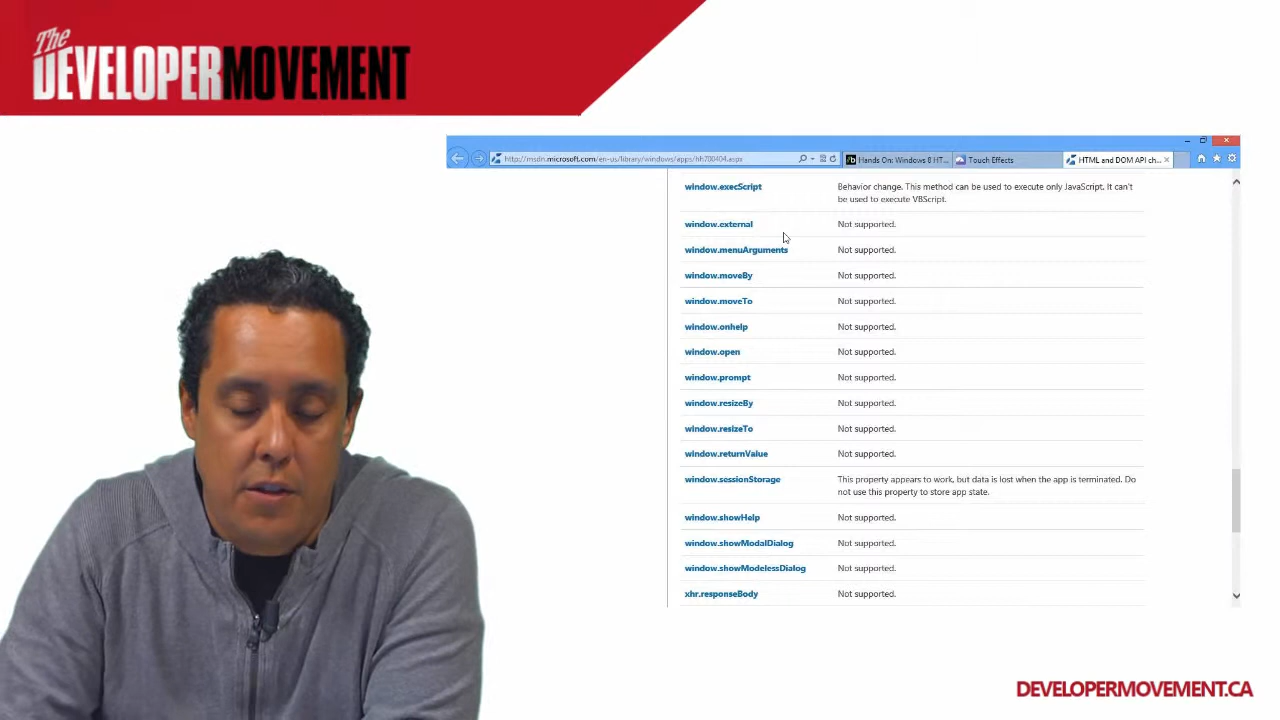 The
DEVELOPERMOVEMENT
http://msdn.microsoft.com/en-us/library/windows/apps/hh700404.aspx
Hands On: Windows 8 HT...
Touch Effects
HTML and DOM API ch...
window.execScript
Behavior change. This method can be used to execute only JavaScript. It can't
be used to execute VBScript.
window.external Not supported.
window.menuArguments Not supported.
window.moveBy Not supported.
window.moveTo Not supported.
window.onhelp Not supported.
window.open Not supported.
window.prompt Not supported.
window.resizeBy Not supported.
window.resizeTo Not supported.
window.returnValue Not supported.
window.sessionStorage
This property appears to work, but data is lost when the app is terminated. Do
not use this property to store app state.
window.showHelp Not supported.
window.showModalDialog Not supported.
window.showModelessDialog Not supported.
xhr.responseBody Not supported.
DEVELOPERMOVEMENT.CA